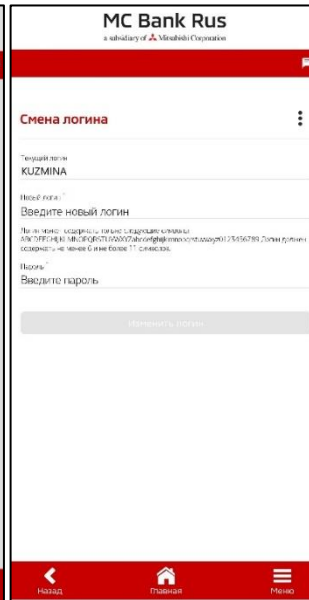 MC Bank Rus
a subsidiary of Mitsubishi Corporation
Смена логина
Текущий логин
KUZMINA
Новый логин *
Введите новый логин
Логин может содержать только следующие символы
Логин должен
содержать не менее 6 и не более 11 символов.
Пароль *
Введите пароль
Изменить логин
Назад
Главная
Меню